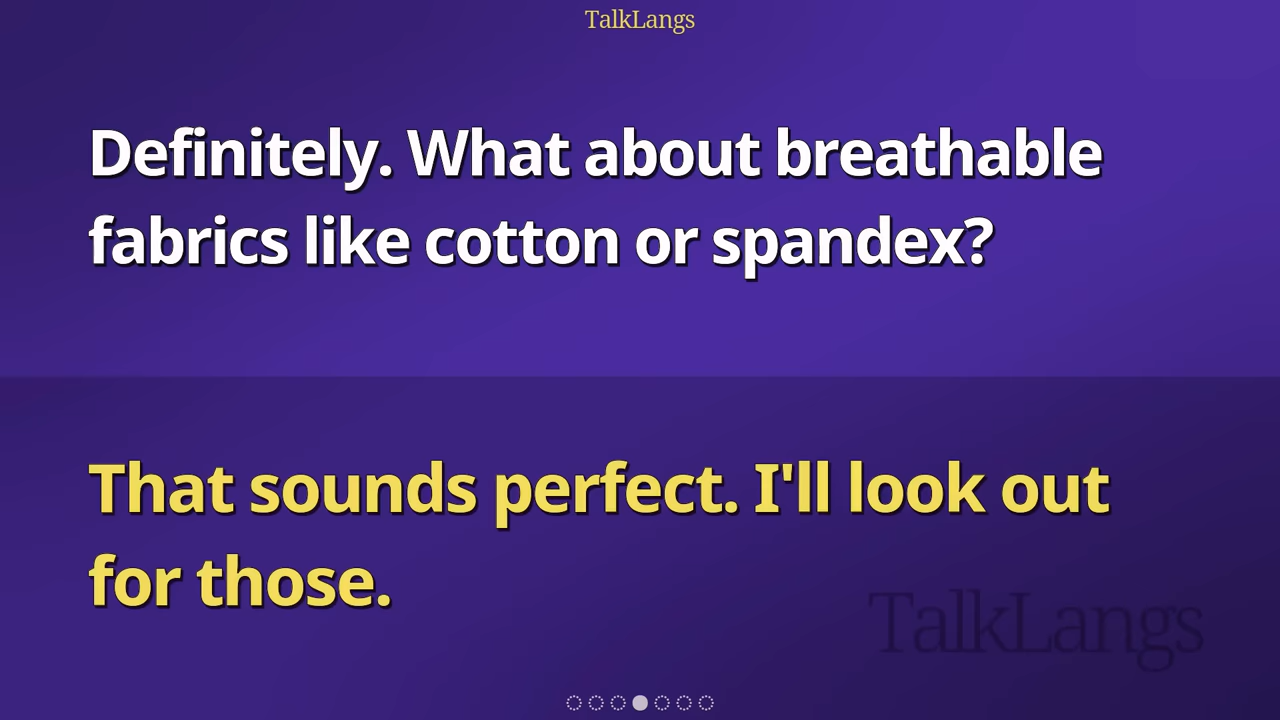 TalkLangs
Definitely. What about breathable
fabrics like cotton or spandex?
That sounds perfect. I'll look out
for those.
TalkLangs